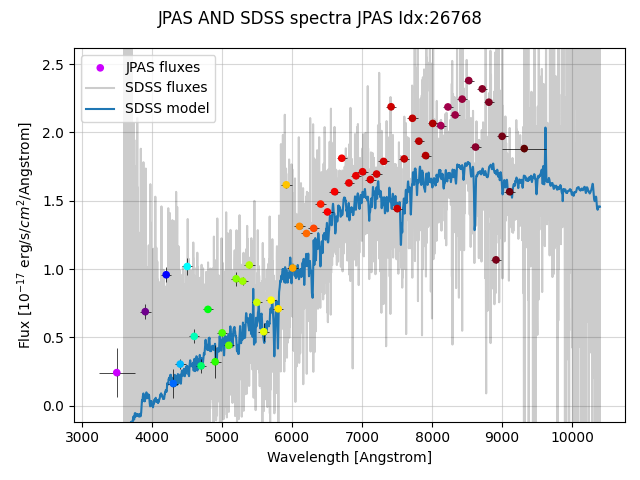 JPAS AND SDSS spectra JPAS Idx:26768
JPAS fluxes
SDSS fluxes
SDSS model
2.5
2.0
1.5
1.0
0.5
0.0
Flux [10⁻¹⁷ erg/s/cm²/Angstrom]
3000 4000 5000 6000 7000 8000 9000 10000
Wavelength [Angstrom]